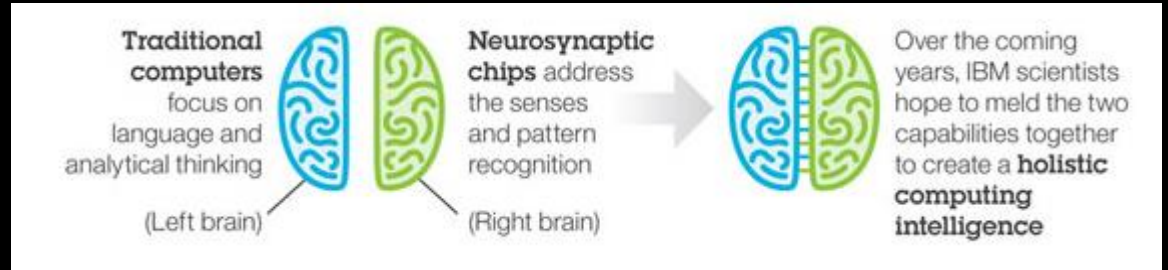 Traditional
computers
focus on
language and
analytical thinking
(Left brain)
Neurosynaptic
chips address
the senses
and pattern
recognition
(Right brain)
Over the coming
years, IBM scientists
hope to meld the two
capabilities together
to create a holistic
computing
intelligence